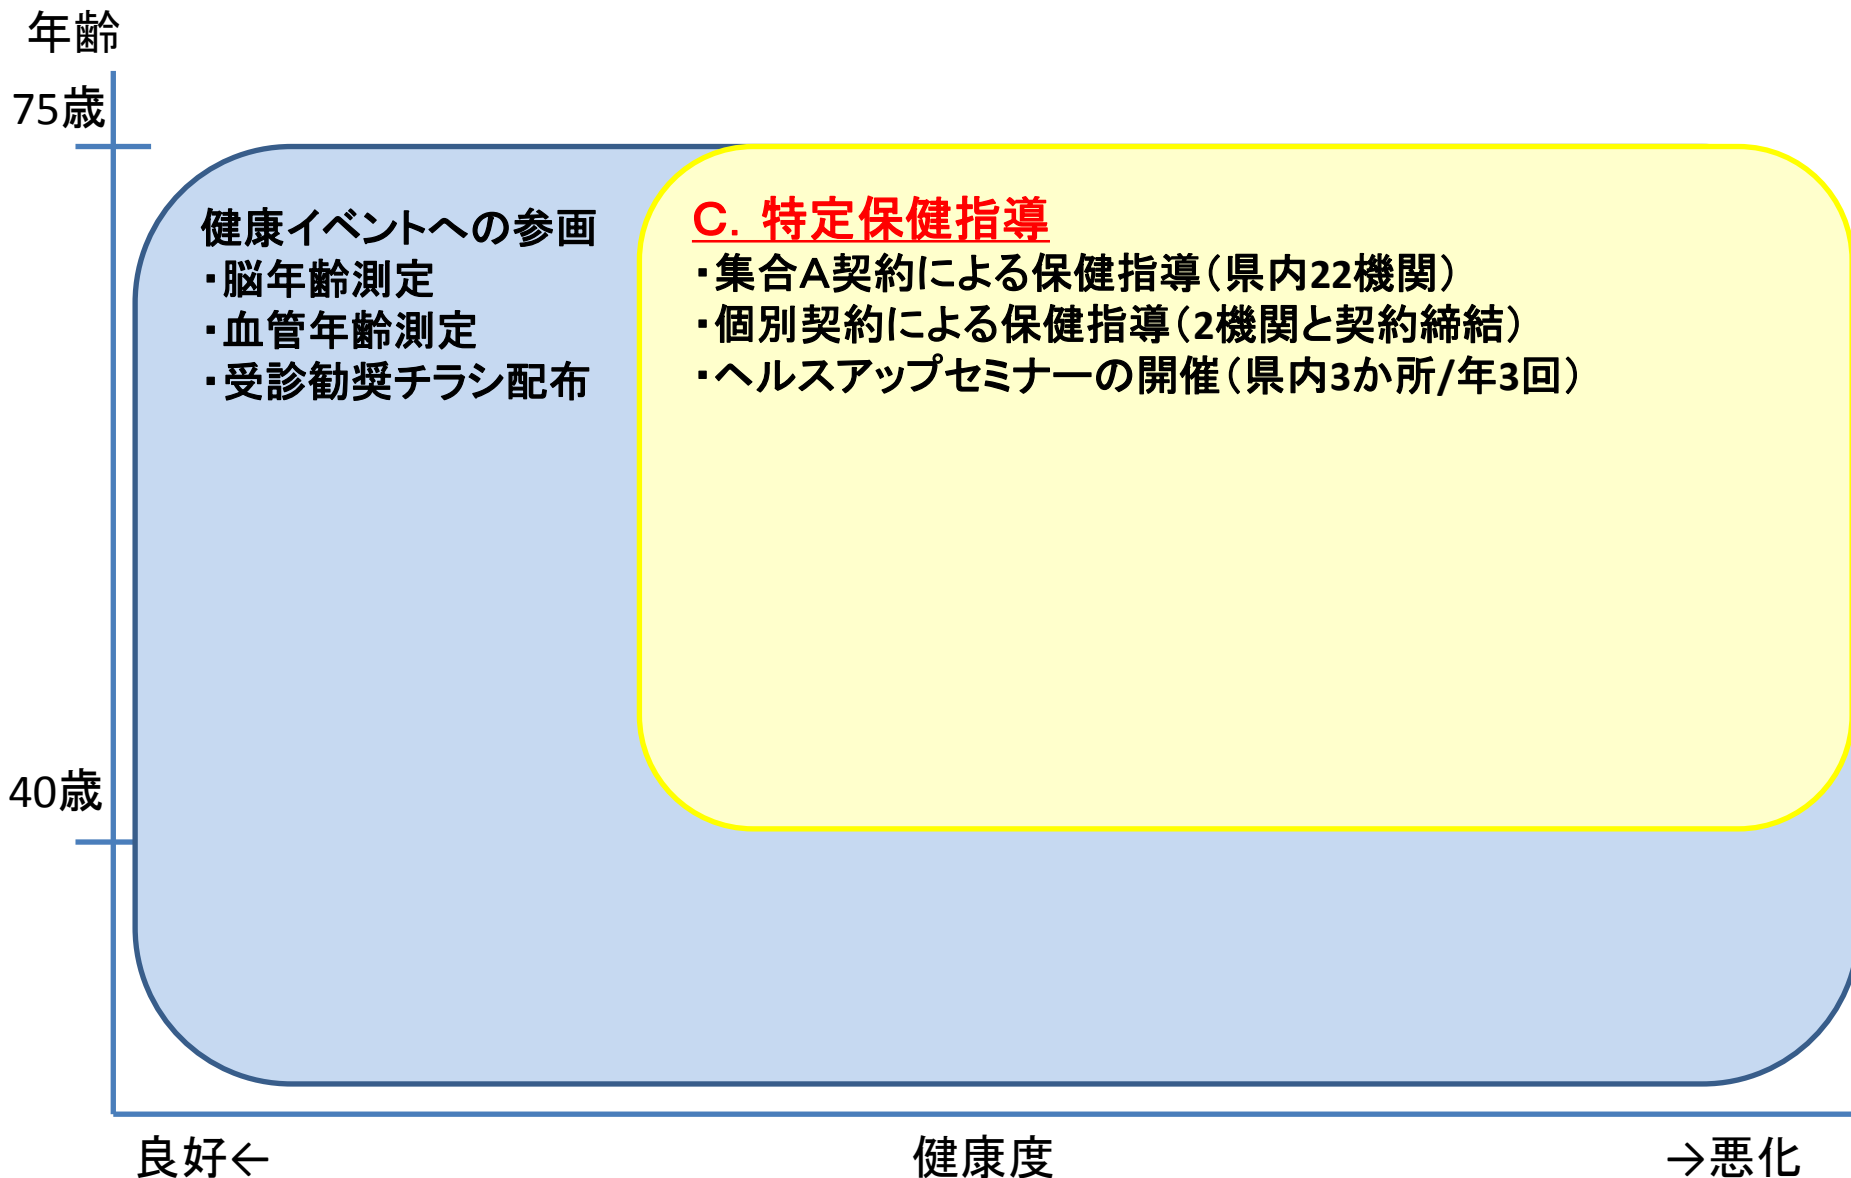 年齢
75歳
健康イベントへの参画
・脳年齢測定
・血管年齢測定
・受診勧奨チラシ配布
Ｃ．特定保健指導
・集合Ａ契約による保健指導（県内22機関）
・個別契約による保健指導（2機関と契約締結）
・ヘルスアップセミナーの開催（県内3か所/年3回）
40歳
良好← 健康度 →悪化